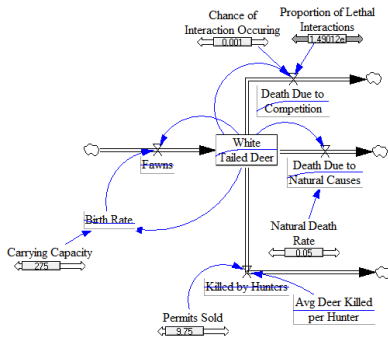 Chance of
Interaction Occuring
0.001
Proportion of Lethal
Interactions
1.49012e
Death Due to
Competition
White
Tailed Deer
Fawns
Death Due to
Natural Causes
Birth Rate
Carrying Capacity
275
Natural Death
Rate
0.05
Killed by Hunters
Avg Deer Killed
per Hunter
Permits Sold
9.75